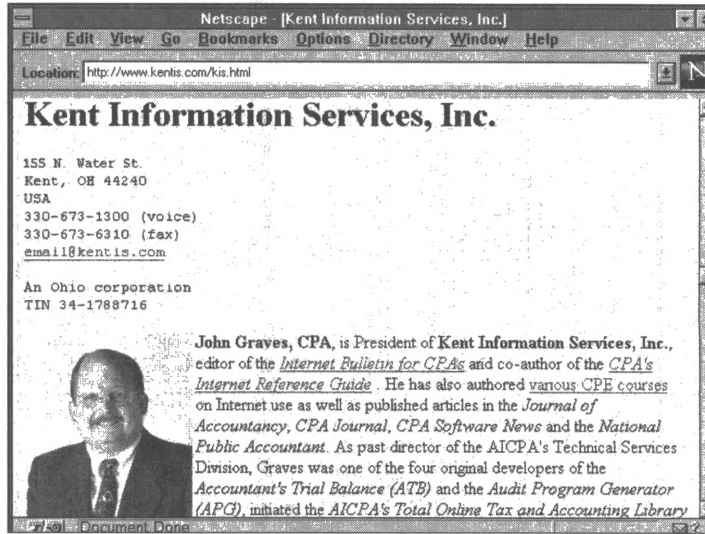 Netscape - [Kent Information Services, Inc.]
File Edit View Go Bookmarks Options Directory Window Help
Location: http://www.kentis.com/kis.html
N
Kent Information Services, Inc.
155 N. Water St.
Kent, OH 44240
USA
330-673-1300 (voice)
330-673-6310 (fax)
email@kentis.com
An Ohio corporation
TIN 34-1788716
John Graves, CPA, is President of Kent Information Services, Inc.,
editor of the Internet Bulletin for CPAs and co-author of the CPA's
Internet Reference Guide . He has also authored various CPE courses
on Internet use as well as published articles in the Journal of
Accountancy, CPA Journal, CPA Software News and the National
Public Accountant. As past director of the AICPA's Technical Services
Division, Graves was one of the four original developers of the
Accountant's Trial Balance (ATB) and the Audit Program Generator
(APG), initiated the AICPA's Total Online Tax and Accounting Library
Document Done